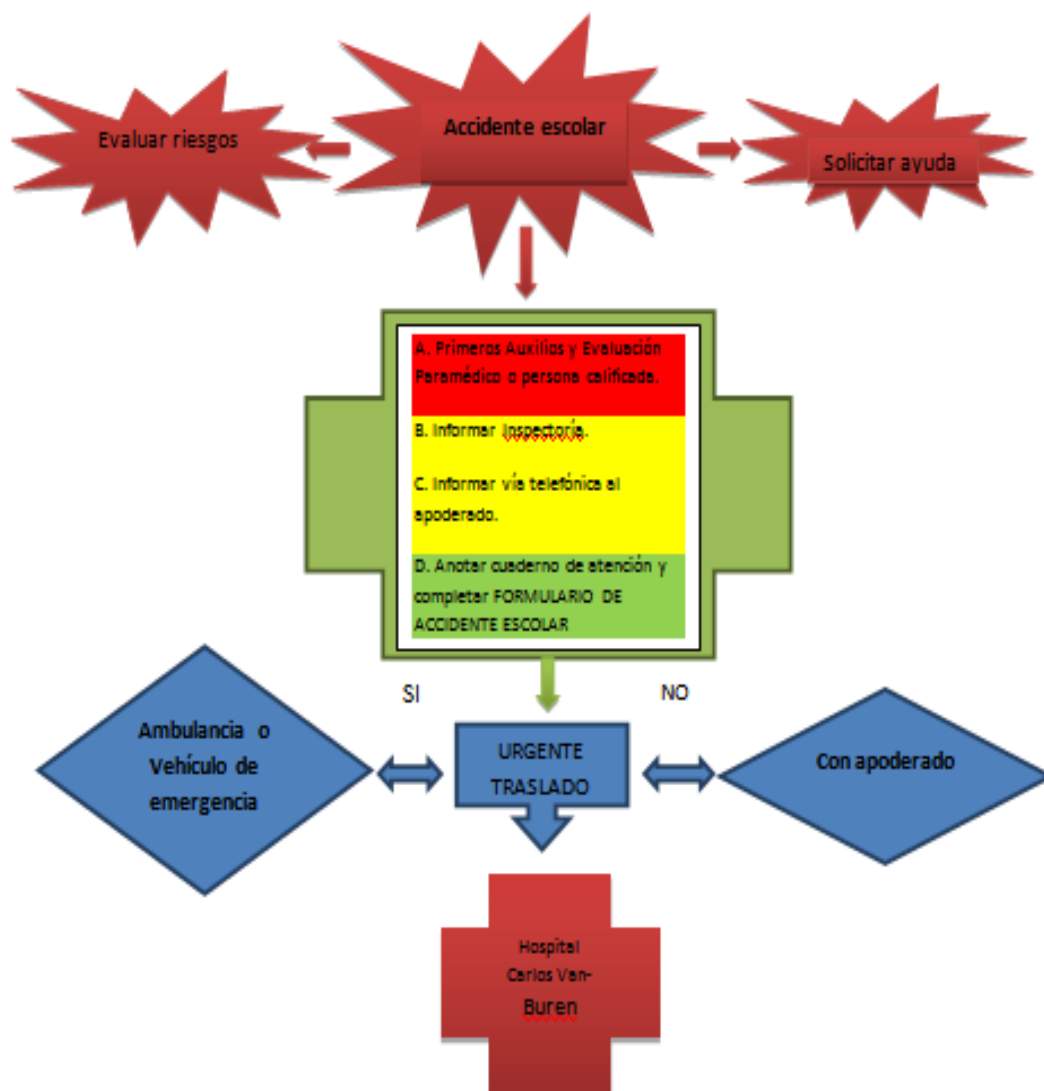 Evaluar riesgos
Accidente escolar
Solicitar ayuda
A. Primeros Auxilios y Evaluación
Paramédico o persona calificada.
B. Informar Inspectoría.
C. Informar vía telefónica al
apoderado.
D. Anotar cuaderno de atención y
completar FORMULARIO DE
ACCIDENTE ESCOLAR
SI
NO
Ambulancia o
Vehículo de
emergencia
URGENTE
TRASLADO
Con apoderado
Hospital
Carlos Van-
Buren